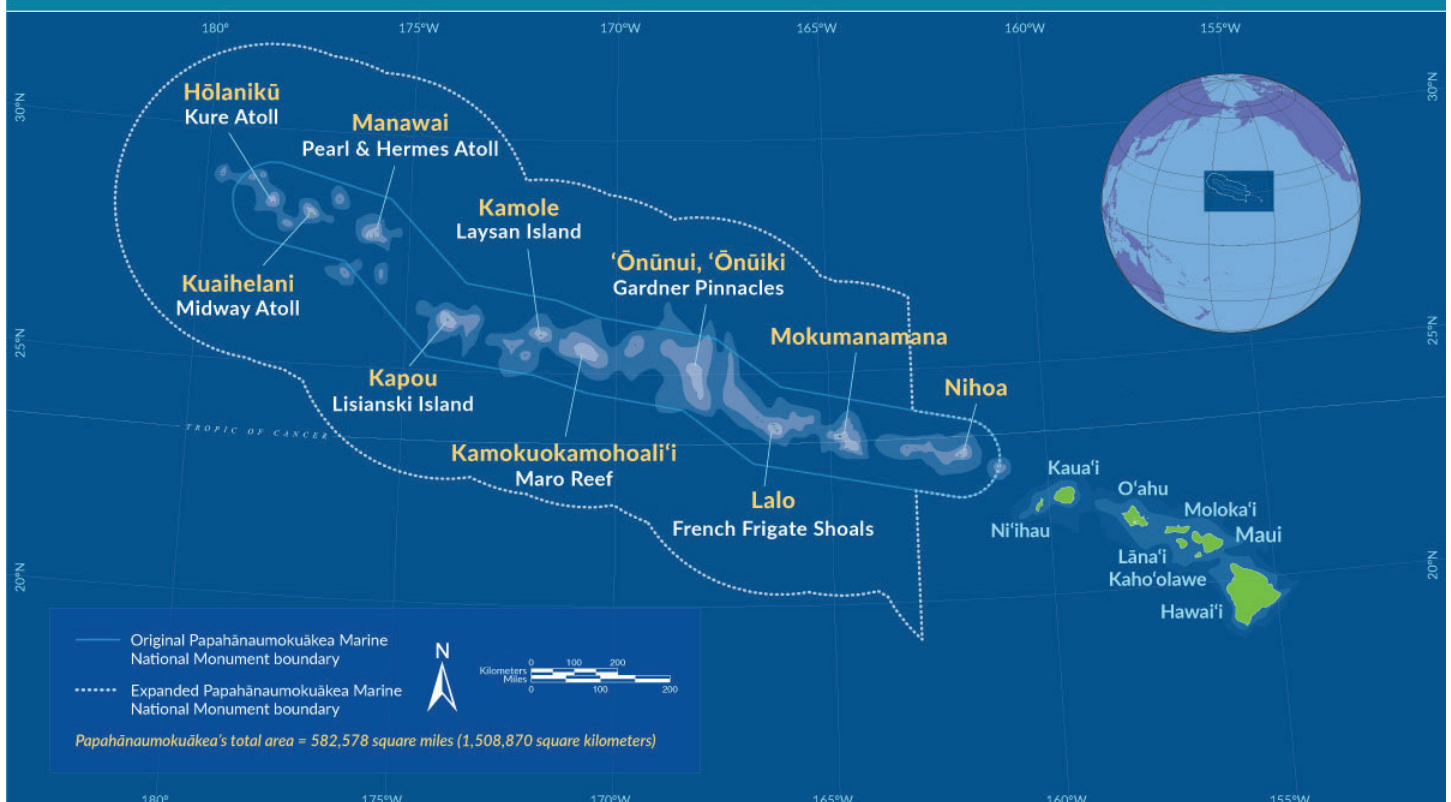 180°
175°W
170°W
165°W
160°W
155°W
30°N
30°N
Hōlanikū
Kure Atoll
Manawai
Pearl & Hermes Atoll
Kamole
Laysan Island
ʻŌnūnui, ʻŌnūiki
Gardner Pinnacles
Kuaihelani
Midway Atoll
Mokumanamana
25°N
25°N
Kapou
Lisianski Island
Nihoa
TROPIC OF CANCER
Kamokuokamohoaliʻi
Maro Reef
Lalo
French Frigate Shoals
Kauaʻi
Niʻihau
Oʻahu
Molokaʻi
Maui
Lānaʻi
Kahoʻolawe
Hawaiʻi
20°N
20°N
Original Papahānaumokuākea Marine
National Monument boundary
Expanded Papahānaumokuākea Marine
National Monument boundary
N
0 100 200
Kilometers
Miles
0 100 200
Papahānaumokuākea's total area = 582,578 square miles (1,508,870 square kilometers)
180°
175°W
170°W
165°W
160°W
155°W